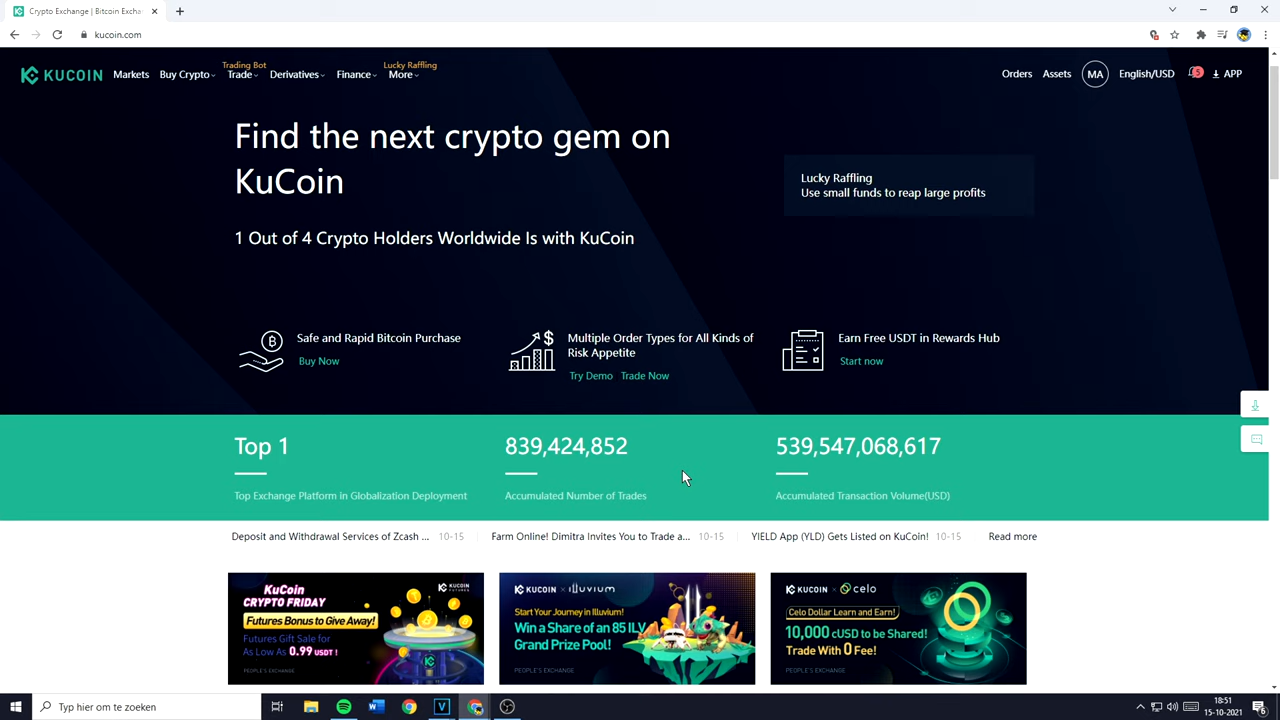 Crypto Exchange | Bitcoin Excha
kucoin.com
KUCOIN
Markets
Buy Crypto
Trading Bot
Trade
Derivatives
Finance
Lucky Raffling
More
Orders
Assets
MA
English/USD
5
APP
Find the next crypto gem on
KuCoin
1 Out of 4 Crypto Holders Worldwide Is with KuCoin
Lucky Raffling
Use small funds to reap large profits
Safe and Rapid Bitcoin Purchase
Buy Now
Multiple Order Types for All Kinds of
Risk Appetite
Try Demo Trade Now
Earn Free USDT in Rewards Hub
Start now
Top 1
Top Exchange Platform in Globalization Deployment
839,424,852
Accumulated Number of Trades
539,547,068,617
Accumulated Transaction Volume(USD)
Deposit and Withdrawal Services of Zcash ... 10-15
Farm Online! Dimitra Invites You to Trade a... 10-15
YIELD App (YLD) Gets Listed on KuCoin! 10-15
Read more
KUCOIN FUTURES
KuCoin
CRYPTO FRIDAY
Futures Bonus to Give Away!
Futures Gift Sale for
As Low As 0.99 USDT !
PEOPLE'S EXCHANGE
KUCOIN × ILLUVIUM
Start Your Journey in Illuvium!
Win a Share of an 85 ILV
Grand Prize Pool!
PEOPLE'S EXCHANGE
KUCOIN × celo
Celo Dollar Learn and Earn!
10,000 cUSD to be Shared!
Trade With 0 Fee!
PEOPLE'S EXCHANGE
Typ hier om te zoeken
18:51
15-10-2021
6